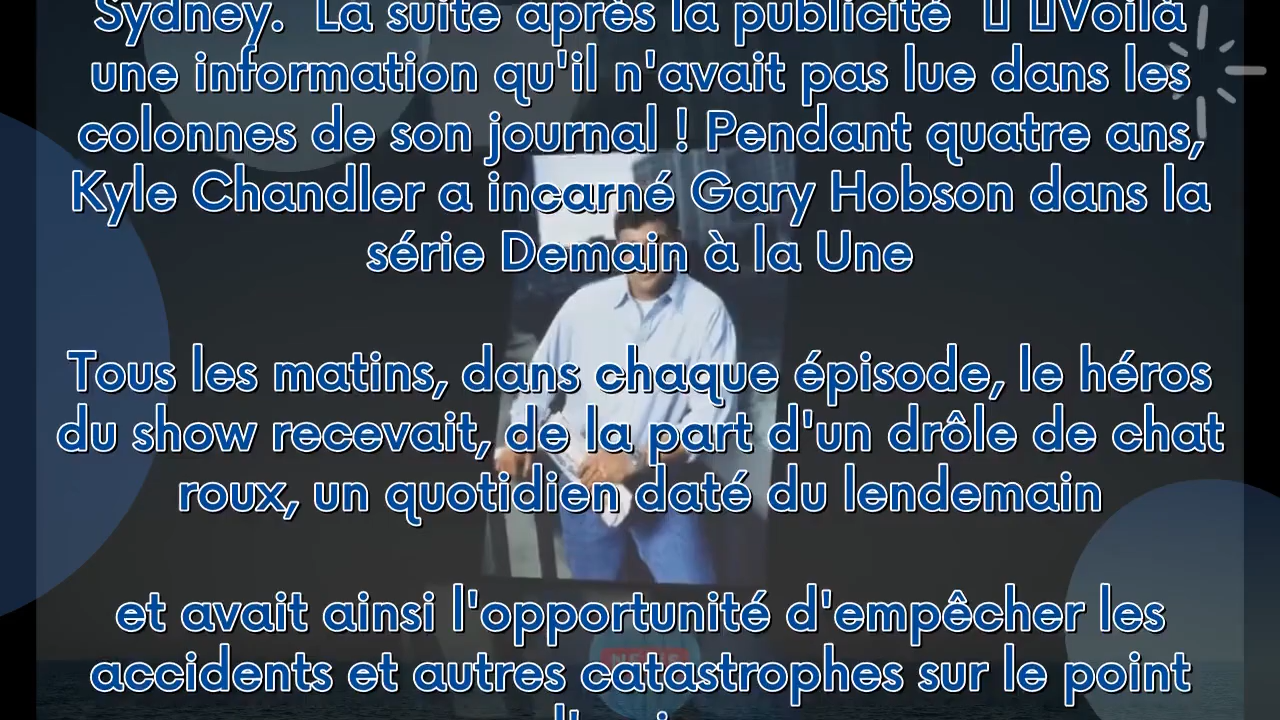 Sydney. La suite après la publicité Voilà
une information qu'il n'avait pas lue dans les
colonnes de son journal ! Pendant quatre ans,
Kyle Chandler a incarné Gary Hobson dans la
série Demain à la Une
Tous les matins, dans chaque épisode, le héros
du show recevait, de la part d'un drôle de chat
roux, un quotidien daté du lendemain
et avait ainsi l'opportunité d'empêcher les
accidents et autres catastrophes sur le point
NEWS